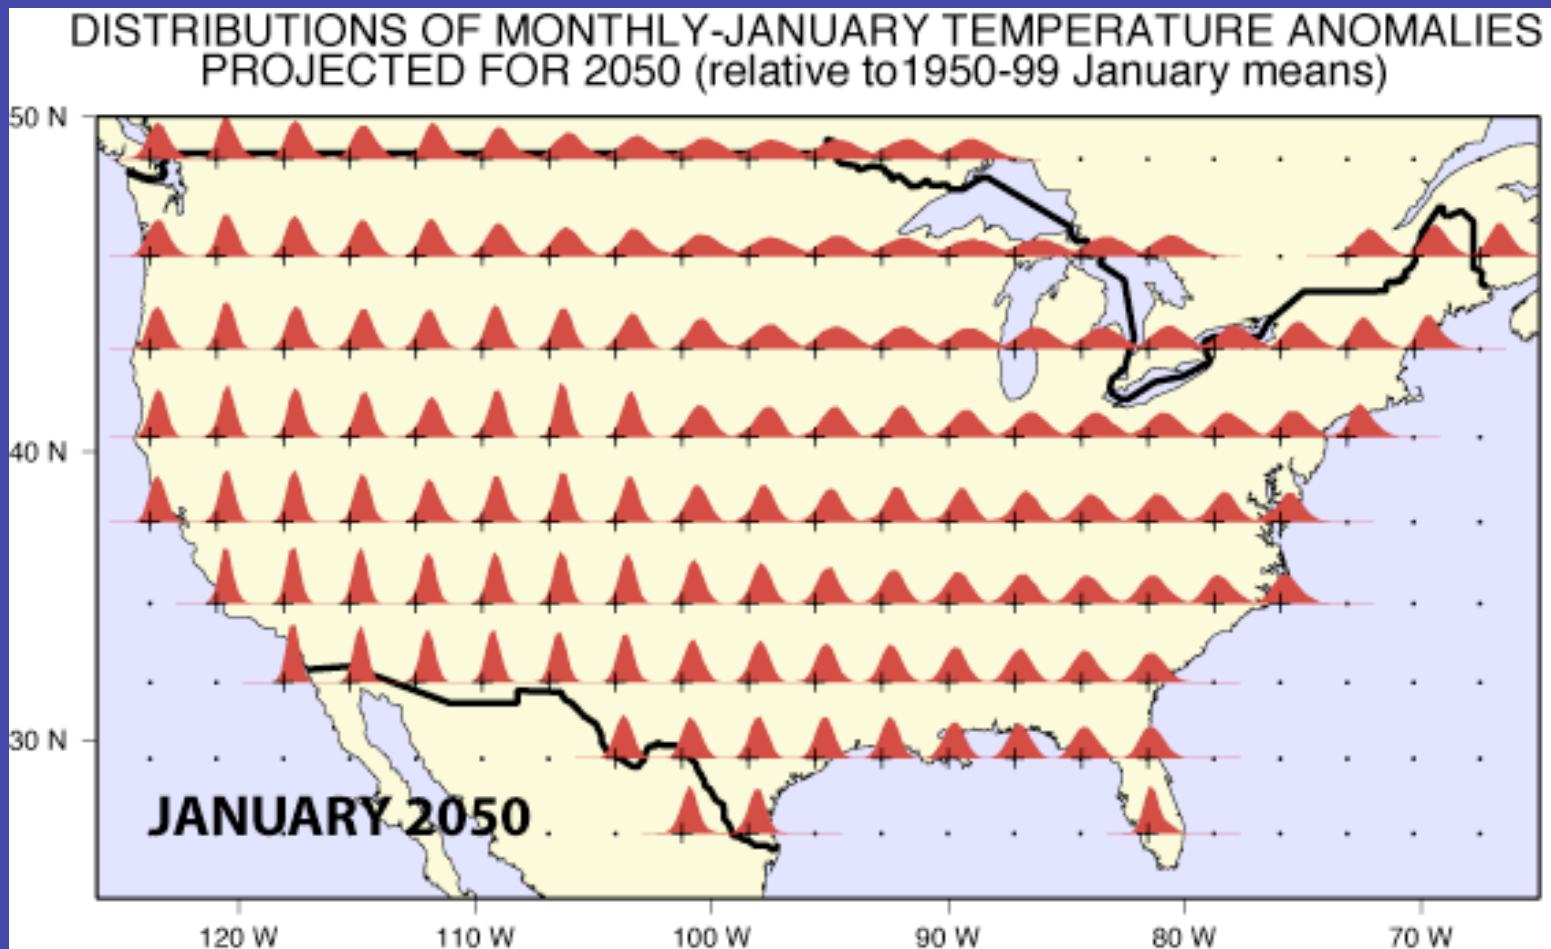 DISTRIBUTIONS OF MONTHLY-JANUARY TEMPERATURE ANOMALIES
PROJECTED FOR 2050 (relative to1950-99 January means)
50 N
40 N
30 N
JANUARY 2050
120 W 110 W 100 W 90 W 80 W 70 W